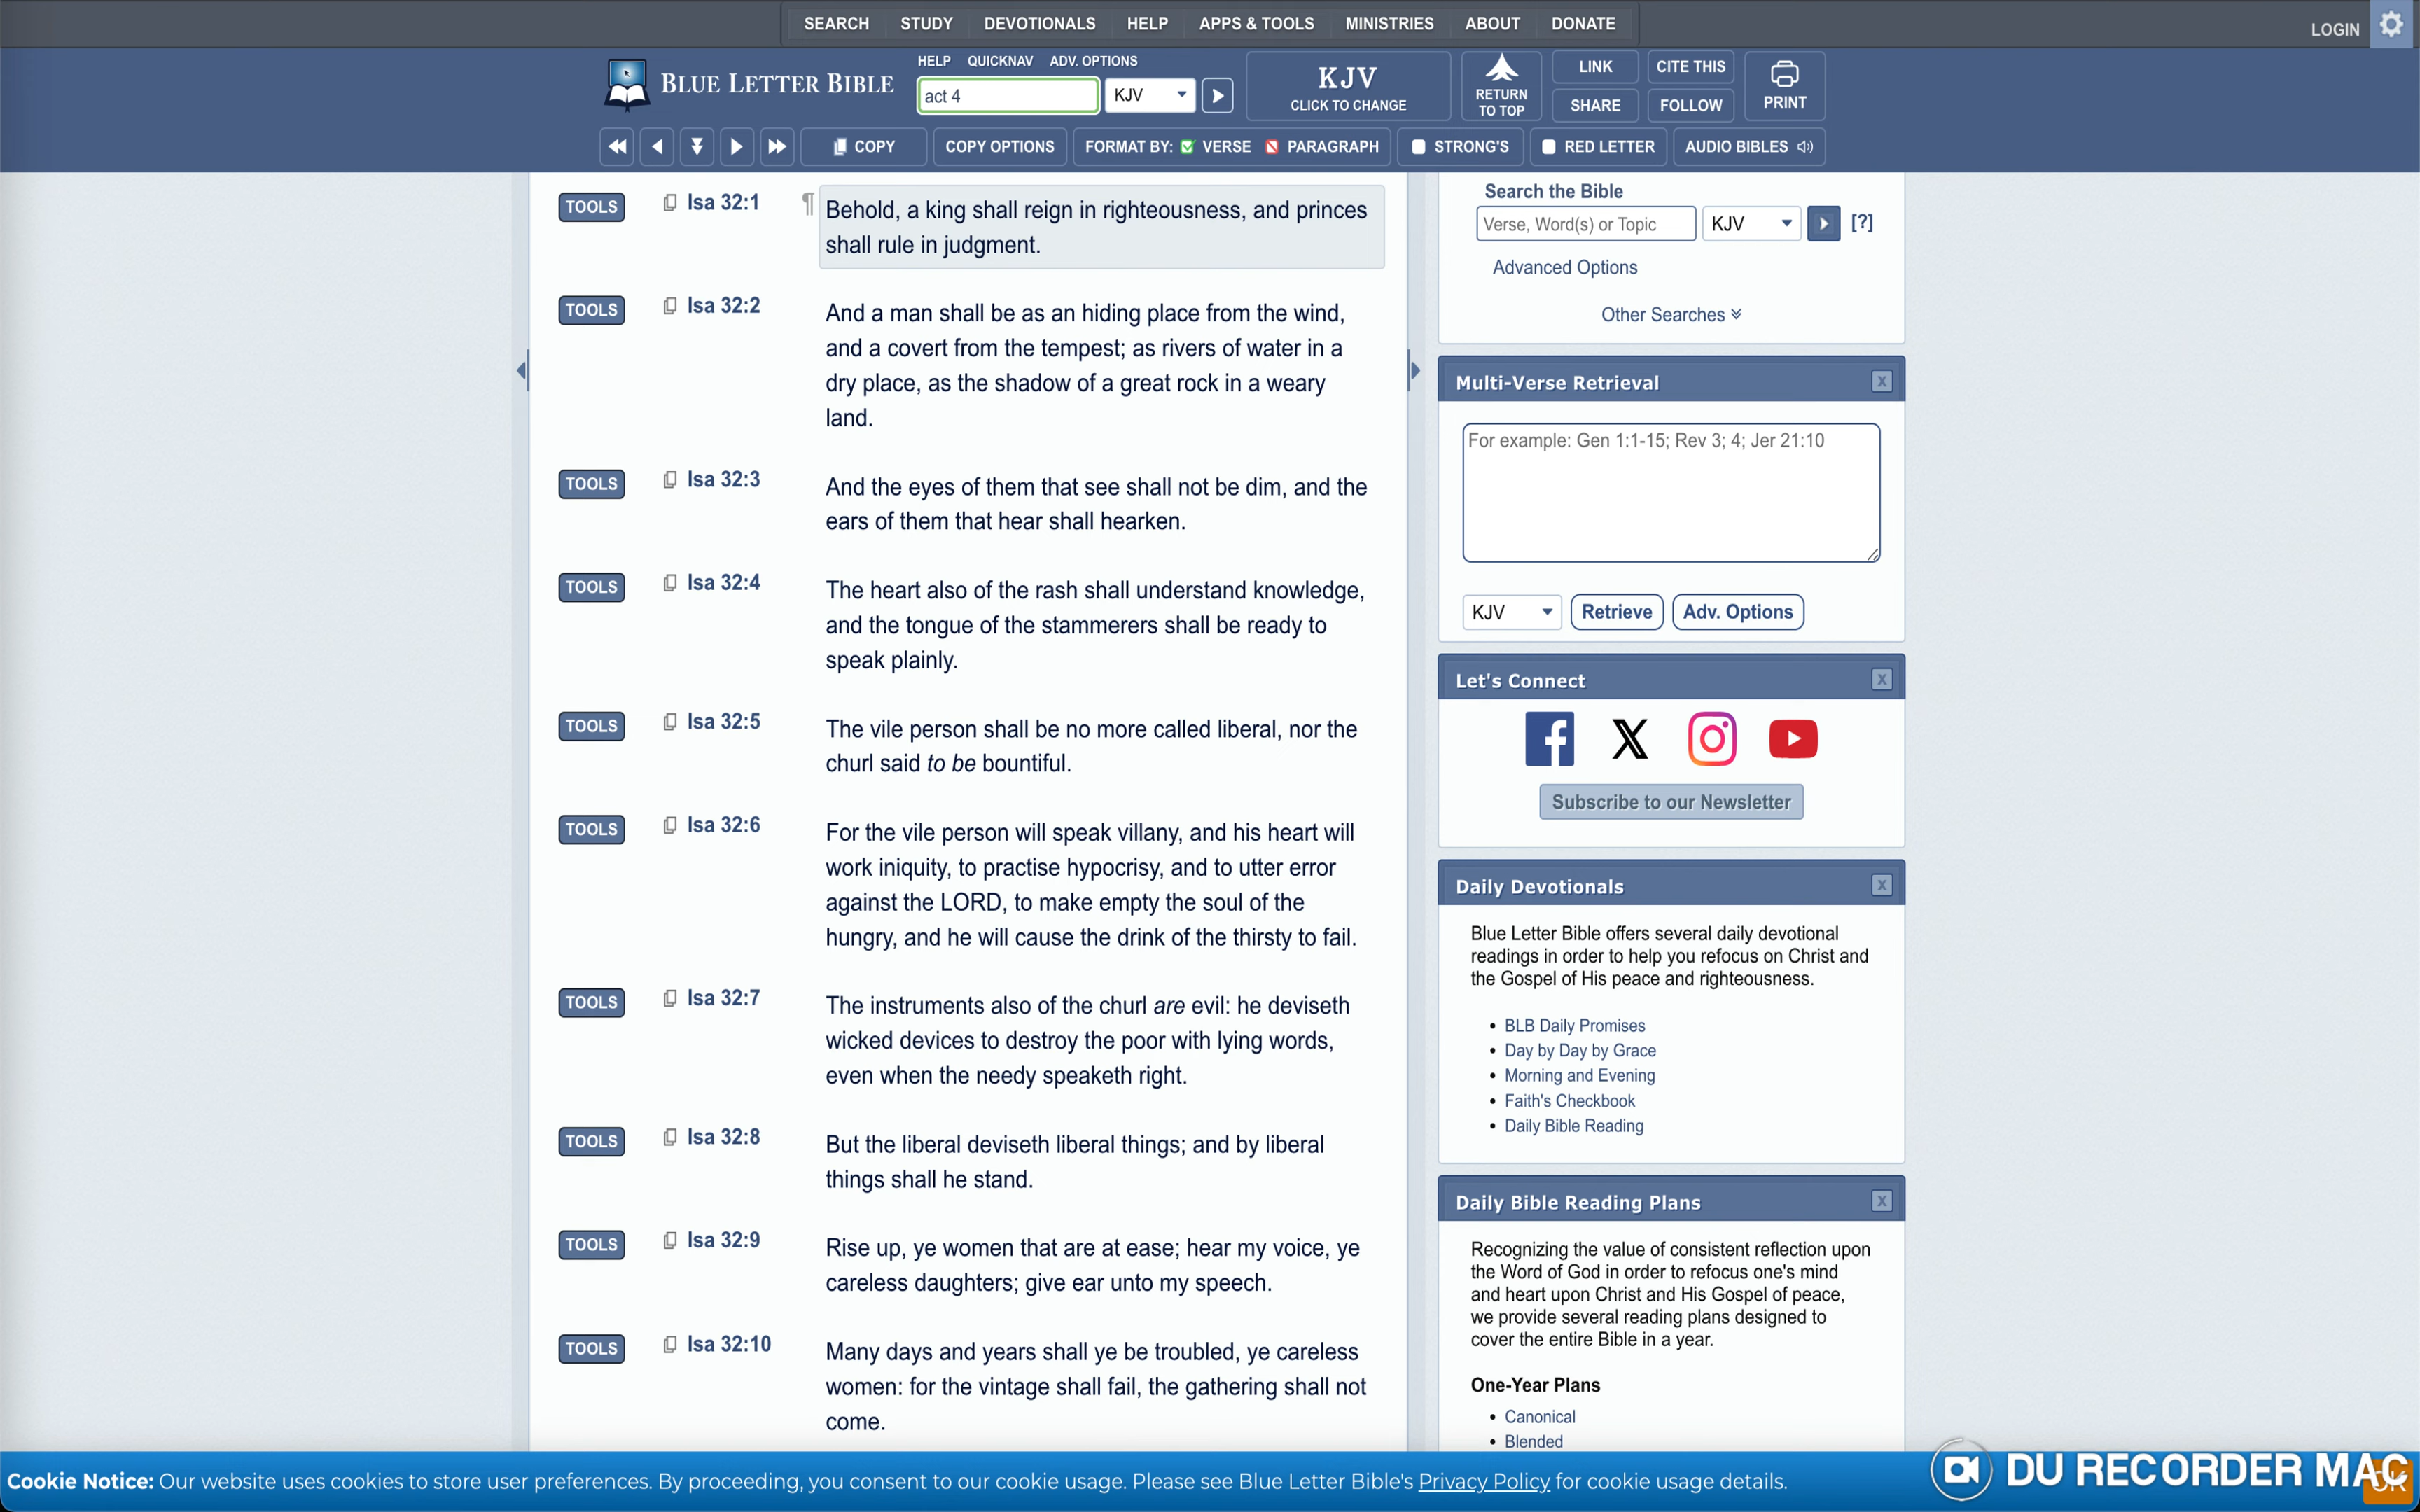 SEARCH STUDY DEVOTIONALS HELP APPS & TOOLS MINISTRIES ABOUT DONATE
LOGIN
BLUE LETTER BIBLE
HELP QUICKNAV ADV. OPTIONS
act 4
KJV
KJV
CLICK TO CHANGE
RETURN
TO TOP
LINK
CITE THIS
SHARE
FOLLOW
PRINT
COPY
COPY OPTIONS
FORMAT BY: VERSE PARAGRAPH
STRONG'S
RED LETTER
AUDIO BIBLES
TOOLS Isa 32:1 ¶ Behold, a king shall reign in righteousness, and princes
shall rule in judgment.
TOOLS Isa 32:2 And a man shall be as an hiding place from the wind,
and a covert from the tempest; as rivers of water in a
dry place, as the shadow of a great rock in a weary
land.
TOOLS Isa 32:3 And the eyes of them that see shall not be dim, and the
ears of them that hear shall hearken.
TOOLS Isa 32:4 The heart also of the rash shall understand knowledge,
and the tongue of the stammerers shall be ready to
speak plainly.
TOOLS Isa 32:5 The vile person shall be no more called liberal, nor the
churl said to be bountiful.
TOOLS Isa 32:6 For the vile person will speak villany, and his heart will
work iniquity, to practise hypocrisy, and to utter error
against the LORD, to make empty the soul of the
hungry, and he will cause the drink of the thirsty to fail.
TOOLS Isa 32:7 The instruments also of the churl are evil: he deviseth
wicked devices to destroy the poor with lying words,
even when the needy speaketh right.
TOOLS Isa 32:8 But the liberal deviseth liberal things; and by liberal
things shall he stand.
TOOLS Isa 32:9 Rise up, ye women that are at ease; hear my voice, ye
careless daughters; give ear unto my speech.
TOOLS Isa 32:10 Many days and years shall ye be troubled, ye careless
women: for the vintage shall fail, the gathering shall not
come.
Search the Bible
Verse, Word(s) or Topic KJV [?]
Advanced Options
Other Searches
Multi-Verse Retrieval X
For example: Gen 1:1-15; Rev 3; 4; Jer 21:10
KJV Retrieve Adv. Options
Let's Connect X
Subscribe to our Newsletter
Daily Devotionals X
Blue Letter Bible offers several daily devotional
readings in order to help you refocus on Christ and
the Gospel of His peace and righteousness.
• BLB Daily Promises
• Day by Day by Grace
• Morning and Evening
• Faith's Checkbook
• Daily Bible Reading
Daily Bible Reading Plans X
Recognizing the value of consistent reflection upon
the Word of God in order to refocus one's mind
and heart upon Christ and His Gospel of peace,
we provide several reading plans designed to
cover the entire Bible in a year.
One-Year Plans
• Canonical
• Blended
Cookie Notice: Our website uses cookies to store user preferences. By proceeding, you consent to our cookie usage. Please see Blue Letter Bible's Privacy Policy for cookie usage details.
DU RECORDER MAC
OK